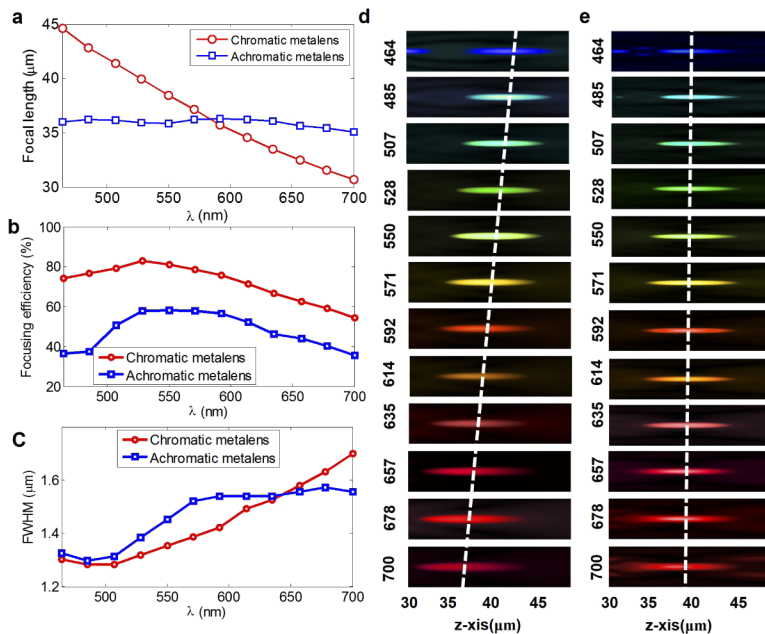 a
45
40
35
30
Focal length (μm)
Chromatic metalens
Achromatic metalens
500 550 600 650 700
λ (nm)
b
100
80
60
40
20
Focusing efficiency (%)
Chromatic metalens
Achromatic metalens
500 550 600 650 700
λ (nm)
C
1.6
1.4
1.2
FWHM (μm)
Chromatic metalens
Achromatic metalens
500 550 600 650 700
λ (nm)
d
464
485
507
528
550
571
592
614
635
657
678
700
30 35 40 45
z-xis(μm)
e
464
485
507
528
550
571
592
614
635
657
678
700
30 35 40 45
z-xis(μm)